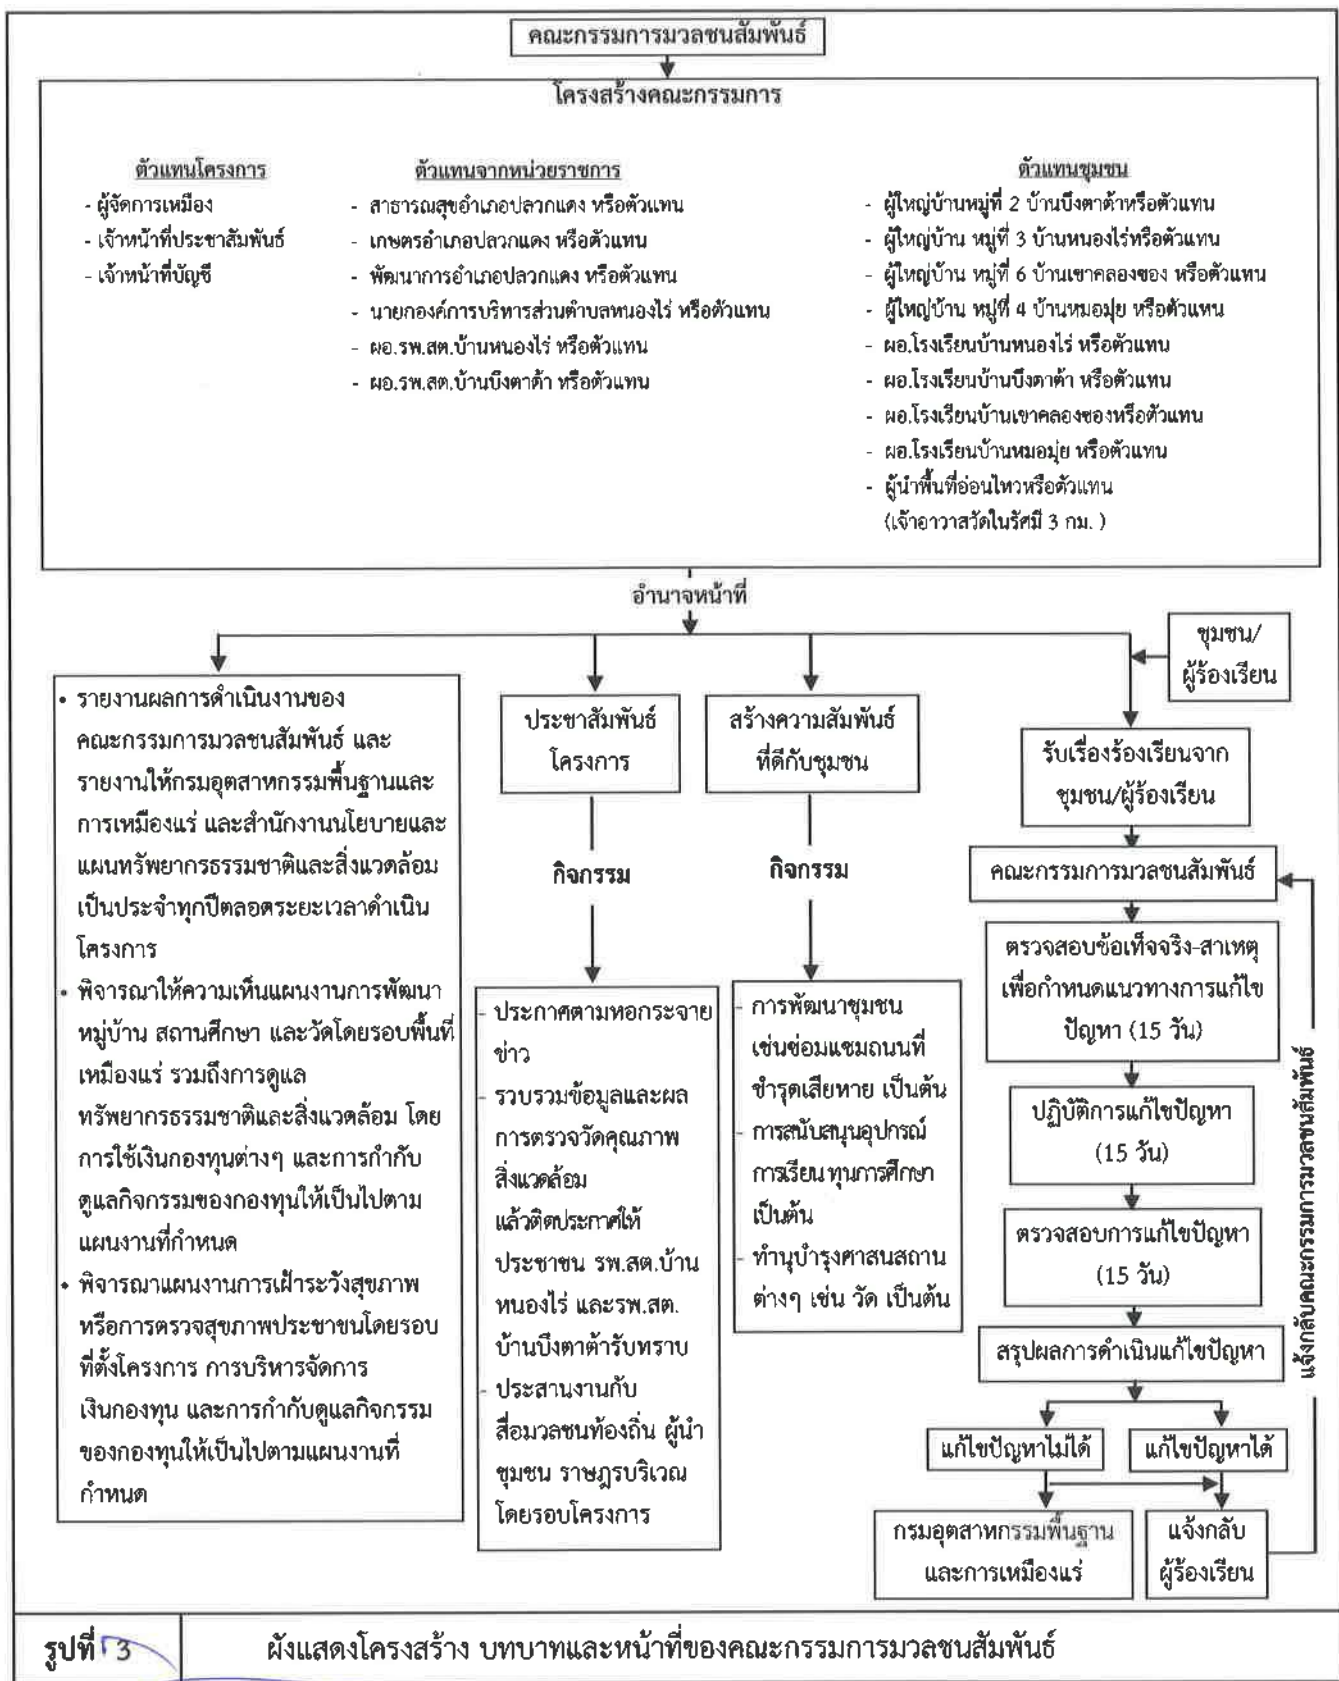 คณะกรรมการมวลชนสัมพันธ์
โครงสร้างคณะกรรมการ
ตัวแทนโครงการ
- ผู้จัดการเหมือง
- เจ้าหน้าที่ประชาสัมพันธ์
- เจ้าหน้าที่บัญชี
ตัวแทนจากหน่วยราชการ
- สาธารณสุขอำเภอปลวกแดง หรือตัวแทน
- เกษตรอำเภอปลวกแดง หรือตัวแทน
- พัฒนาการอำเภอปลวกแดง หรือตัวแทน
- นายกองค์การบริหารส่วนตำบลหนองไร่ หรือตัวแทน
- ผอ.รพ.สต.บ้านหนองไร่ หรือตัวแทน
- ผอ.รพ.สต.บ้านบึงตาต้า หรือตัวแทน
ตัวแทนชุมชน
- ผู้ใหญ่บ้านหมู่ที่ 2 บ้านบึงตาต้าหรือตัวแทน
- ผู้ใหญ่บ้าน หมู่ที่ 3 บ้านหนองไร่หรือตัวแทน
- ผู้ใหญ่บ้าน หมู่ที่ 6 บ้านเขาคลองซอง หรือตัวแทน
- ผู้ใหญ่บ้าน หมู่ที่ 4 บ้านหมอมุ่ย หรือตัวแทน
- ผอ.โรงเรียนบ้านหนองไร่ หรือตัวแทน
- ผอ.โรงเรียนบ้านบึงตาต้า หรือตัวแทน
- ผอ.โรงเรียนบ้านเขาคลองซองหรือตัวแทน
- ผอ.โรงเรียนบ้านหมอมุ่ย หรือตัวแทน
- ผู้นำพื้นที่อ่อนไหวหรือตัวแทน
(เจ้าอาวาสวัดในรัศมี 3 กม. )
อำนาจหน้าที่
• รายงานผลการดำเนินงานของ
คณะกรรมการมวลชนสัมพันธ์ และ
รายงานให้กรมอุตสาหกรรมพื้นฐานและ
การเหมืองแร่ และสำนักงานนโยบายและ
แผนทรัพยากรธรรมชาติและสิ่งแวดล้อม
เป็นประจำทุกปีตลอดระยะเวลาดำเนิน
โครงการ
• พิจารณาให้ความเห็นแผนงานการพัฒนา
หมู่บ้าน สถานศึกษา และวัดโดยรอบพื้นที่
เหมืองแร่ รวมถึงการดูแล
ทรัพยากรธรรมชาติและสิ่งแวดล้อม โดย
การใช้เงินกองทุนต่างๆ และการกำกับ
ดูแลกิจกรรมของกองทุนให้เป็นไปตาม
แผนงานที่กำหนด
• พิจารณาแผนงานการเฝ้าระวังสุขภาพ
หรือการตรวจสุขภาพประชาชนโดยรอบ
ที่ตั้งโครงการ การบริหารจัดการ
เงินกองทุน และการกำกับดูแลกิจกรรม
ของกองทุนให้เป็นไปตามแผนงานที่
กำหนด
ประชาสัมพันธ์
โครงการ
กิจกรรม
- ประกาศตามหอกระจาย
ข่าว
- รวบรวมข้อมูลและผล
การตรวจวัดคุณภาพ
สิ่งแวดล้อม
แล้วติดประกาศให้
ประชาชน รพ.สต.บ้าน
หนองไร่ และรพ.สต.
บ้านบึงตาต้ารับทราบ
- ประสานงานกับ
สื่อมวลชนท้องถิ่น ผู้นำ
ชุมชน ราษฎรบริเวณ
โดยรอบโครงการ
สร้างความสัมพันธ์
ที่ดีกับชุมชน
กิจกรรม
- การพัฒนาชุมชน
เช่นซ่อมแซมถนนที่
ชำรุดเสียหาย เป็นต้น
- การสนับสนุนอุปกรณ์
การเรียน ทุนการศึกษา
เป็นต้น
- ทำนุบำรุงศาสนสถาน
ต่างๆ เช่น วัด เป็นต้น
ชุมชน/
ผู้ร้องเรียน
รับเรื่องร้องเรียนจาก
ชุมชน/ผู้ร้องเรียน
คณะกรรมการมวลชนสัมพันธ์
ตรวจสอบข้อเท็จจริง-สาเหตุ
เพื่อกำหนดแนวทางการแก้ไข
ปัญหา (15 วัน)
ปฏิบัติการแก้ไขปัญหา
(15 วัน)
ตรวจสอบการแก้ไขปัญหา
(15 วัน)
สรุปผลการดำเนินแก้ไขปัญหา
แก้ไขปัญหาไม่ได้
แก้ไขปัญหาได้
กรมอุตสาหกรรมพื้นฐาน
และการเหมืองแร่
แจ้งกลับ
ผู้ร้องเรียน
แจ้งกลับคณะกรรมการมวลชนสัมพันธ์
รูปที่ 3
ผังแสดงโครงสร้าง บทบาทและหน้าที่ของคณะกรรมการมวลชนสัมพันธ์